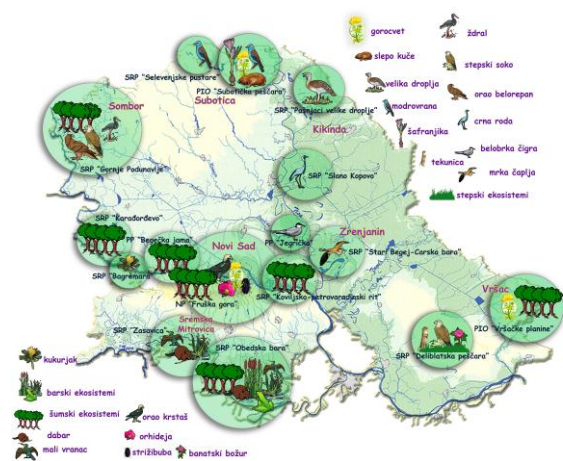 gorocvet
ždral
slepo kuče
stepski soko
velika droplja
orao belorepan
modrovrana
crna roda
šafranjika
belobrka čigra
tekunica
mrka čaplja
stepski ekosistemi
SRP "Selevenjske pustare"
PIO "Subotička peščara"
Subotica
SRP "Pašnjaci velike droplje"
Sombor
Kikinda
SRP "Gornje Podunavlje"
SRP "Slano Kopovo"
SRP "Karađorđevo"
PP "Begečka jama"
Novi Sad
PP "Jegrička"
Zrenjanin
SRP "Stari Begej-Carska bara"
SRP "Bagremara"
NP "Fruška gora"
SRP "Koviljsko-petrovaradjeski rit"
Vršac
PIO "Vršačke planine"
SRP "Zasavica"
Sremska
Mitrovica
SRP "Obedska bara"
SRP "Deliblatska peščara"
kukurjak
barski ekosistemi
šumski ekosistemi
orao krstaš
dabar
orhideja
mali vranac
strižibuba
banatski božur